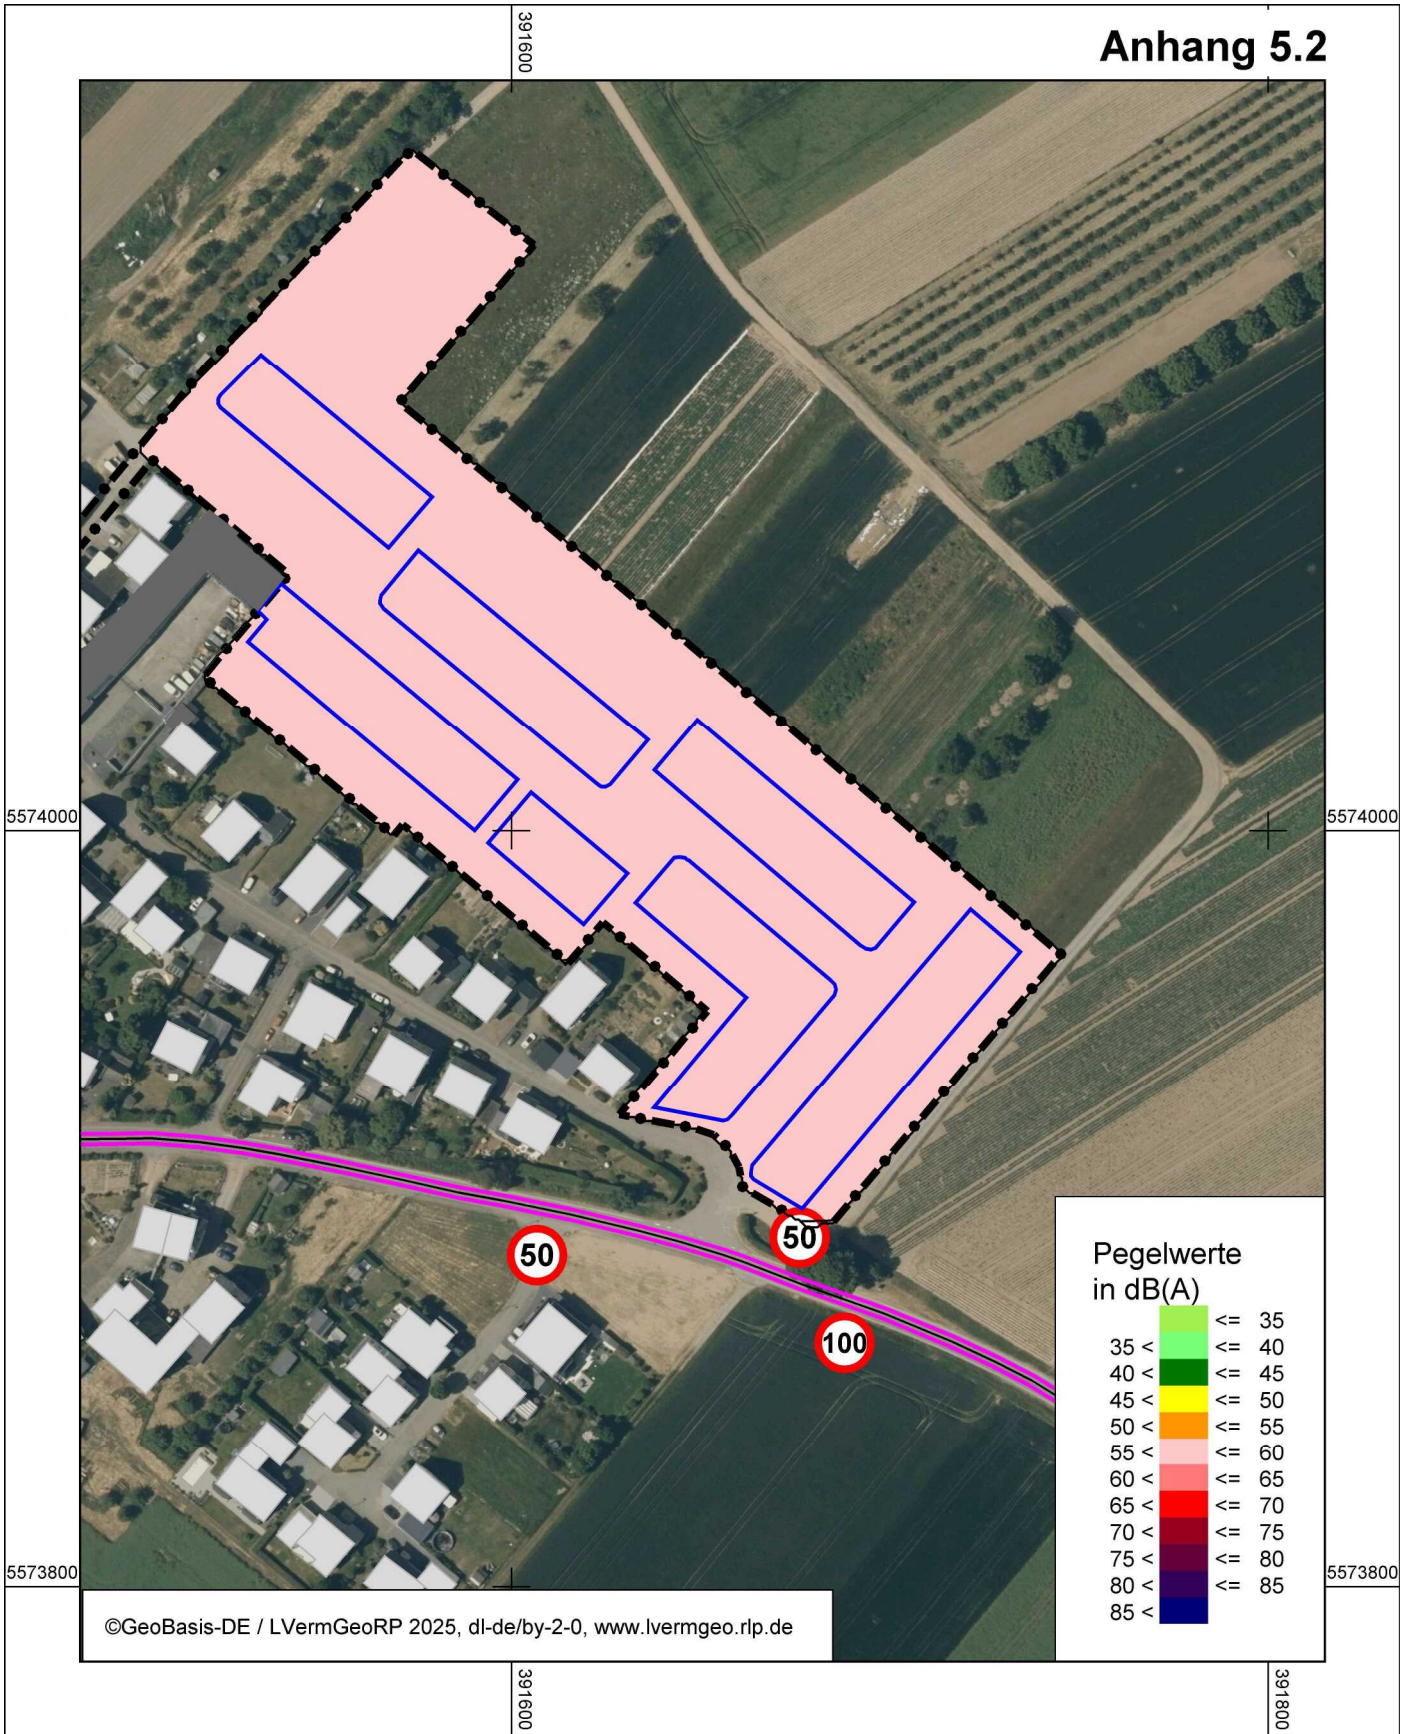 391600
Anhang 5.2
5574000
5574000
50
50
100
Pegelwerte
in dB(A)
<= 35
35 < <= 40
40 < <= 45
45 < <= 50
50 < <= 55
55 < <= 60
60 < <= 65
65 < <= 70
70 < <= 75
75 < <= 80
80 < <= 85
85 <
5573800
5573800
©GeoBasis-DE / LVermGeoRP 2025, dl-de/by-2-0, www.lvermgeo.rlp.de
391600
391800